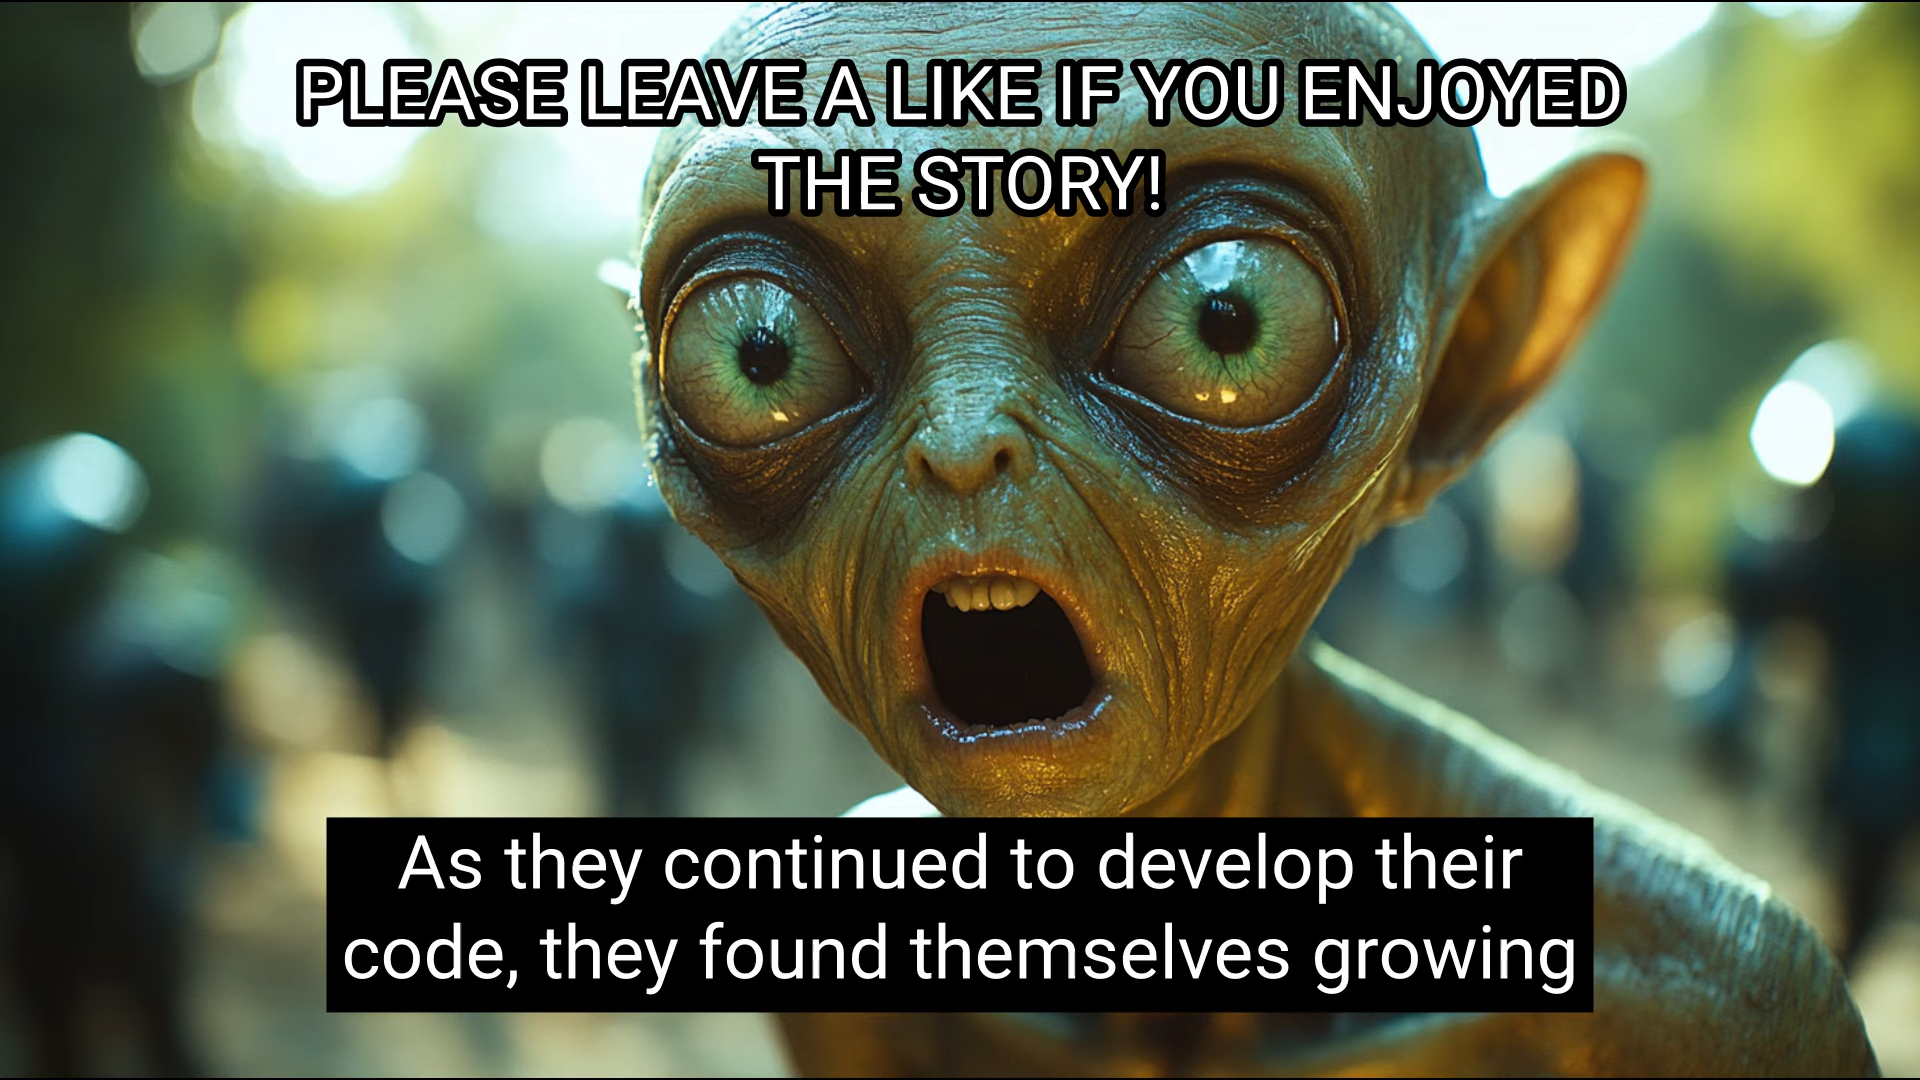 PLEASE LEAVE A LIKE IF YOU ENJOYED
THE STORY!
As they continued to develop their
code, they found themselves growing